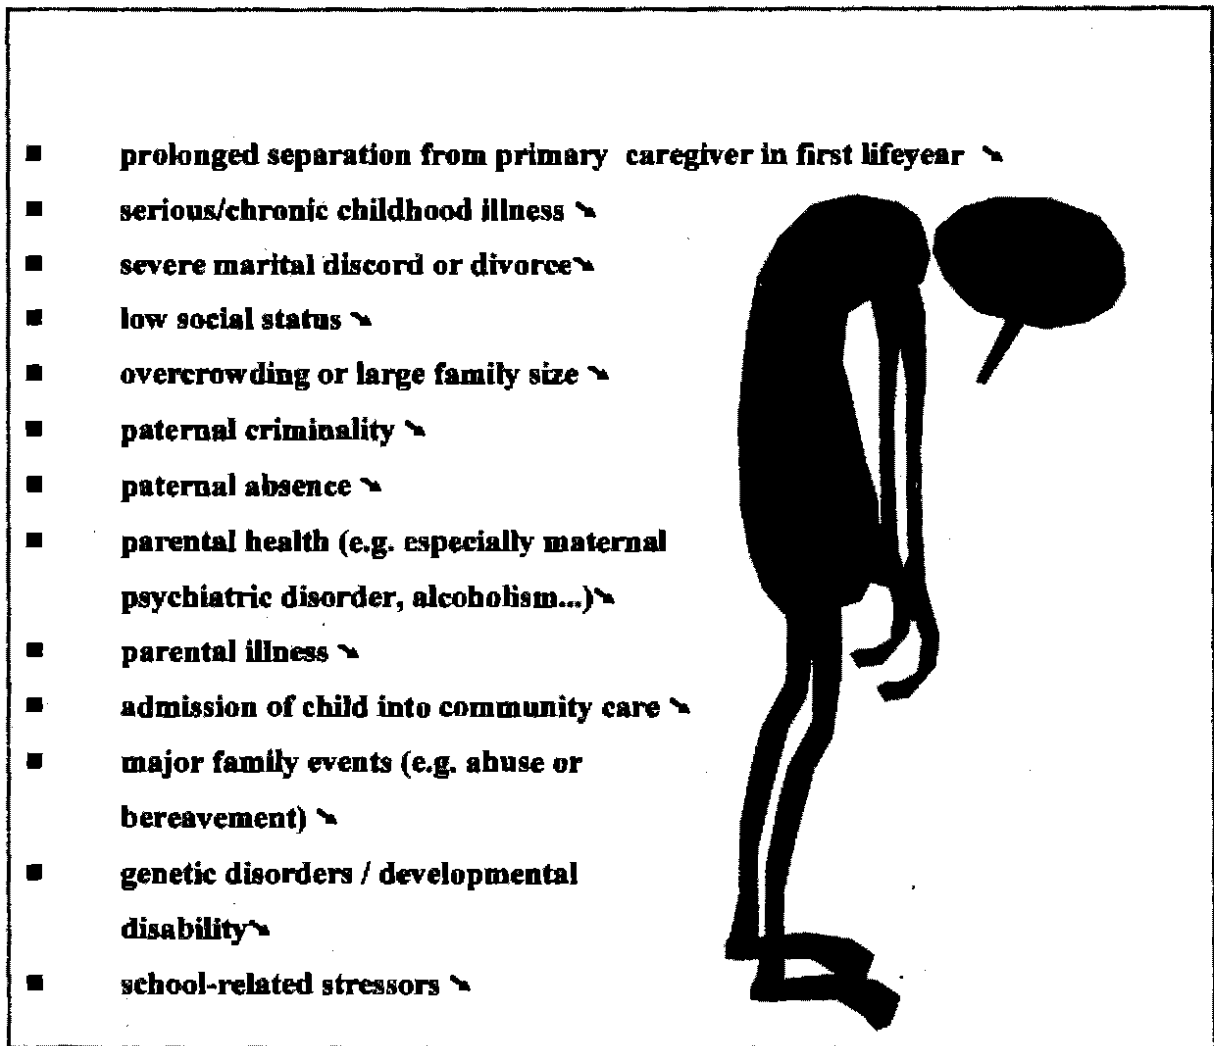 ■ prolonged separation from primary caregiver in first lifeyear ➘
■ serious/chronic childhood illness ➘
■ severe marital discord or divorce➘
■ low social status ➘
■ overcrowding or large family size ➘
■ paternal criminality ➘
■ paternal absence ➘
■ parental health (e.g. especially maternal
psychiatric disorder, alcoholism...)➘
■ parental illness ➘
■ admission of child into community care ➘
■ major family events (e.g. abuse or
bereavement) ➘
■ genetic disorders / developmental
disability➘
■ school-related stressors ➘